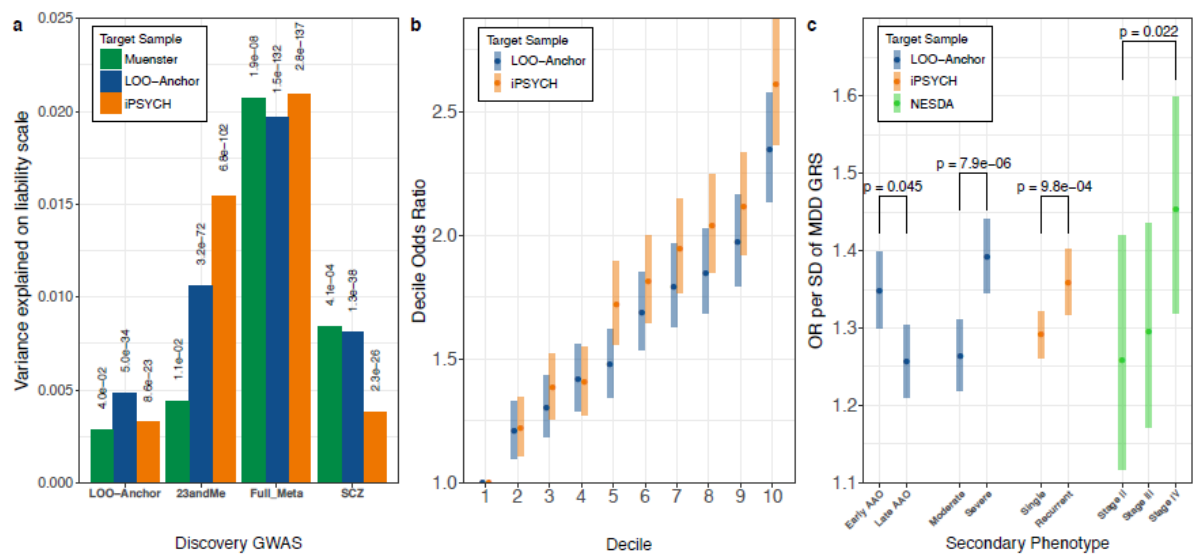 a
Variance explained on liability scale
0.025
0.020
0.015
0.010
0.005
0.000
Target Sample
Muenster
LOO-Anchor
iPSYCH
4.0e-02
5.0e-34
8.6e-23
1.1e-02
3.2e-72
6.8e-102
1.9e-08
1.5e-132
2.8e-137
4.1e-04
1.3e-38
2.3e-26
LOO-Anchor 23andMe Full_Meta SCZ
Discovery GWAS
b
Decile Odds Ratio
2.5
2.0
1.5
1.0
Target Sample
LOO-Anchor
iPSYCH
1 2 3 4 5 6 7 8 9 10
Decile
c
OR per SD of MDD GRS
1.6
1.5
1.4
1.3
1.2
1.1
Target Sample
LOO-Anchor
iPSYCH
NESDA
p = 0.022
p = 7.9e-06
p = 0.045
p = 9.8e-04
Early AAO
Late AAO
Moderate
Severe
Single
Recurrent
Stage II
Stage III
Stage IV
Secondary Phenotype